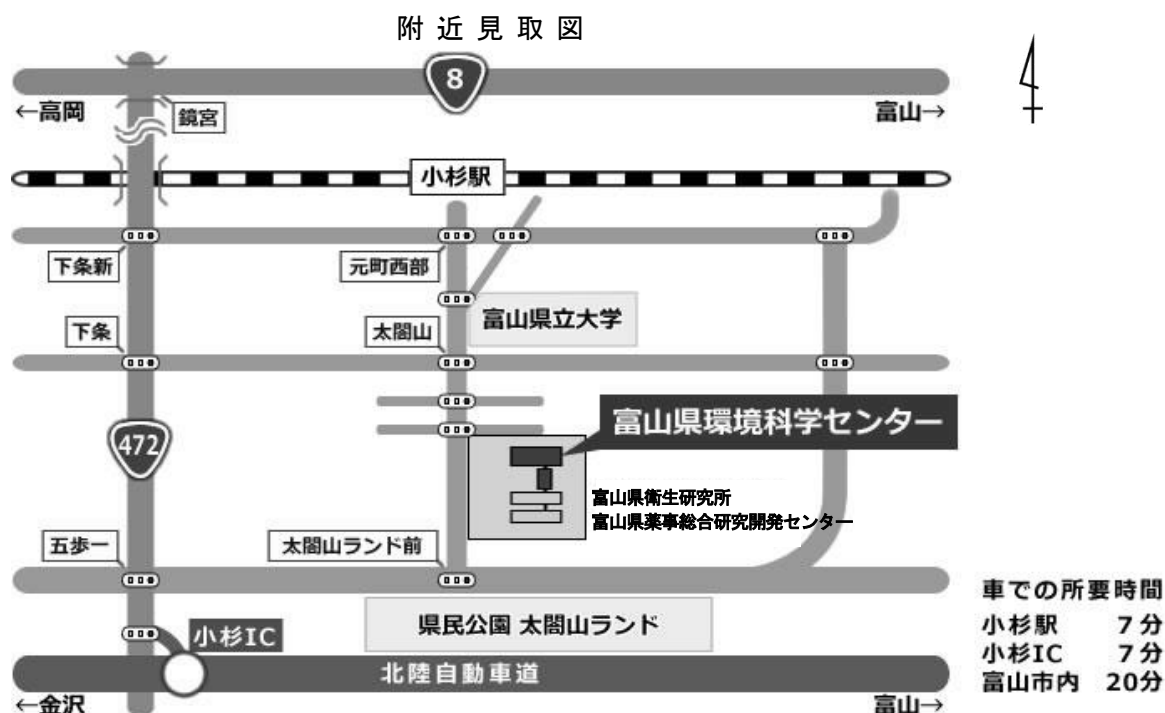 附近見取図
8
←高岡
鏡宮
富山→
小杉駅
下条新
元町西部
下条
太閤山
富山県立大学
472
富山県環境科学センター
富山県衛生研究所
富山県薬事総合研究開発センター
五歩一
太閤山ランド前
小杉IC
県民公園 太閤山ランド
北陸自動車道
←金沢
富山→
車での所要時間
小杉駅 7分
小杉IC 7分
富山市内 20分